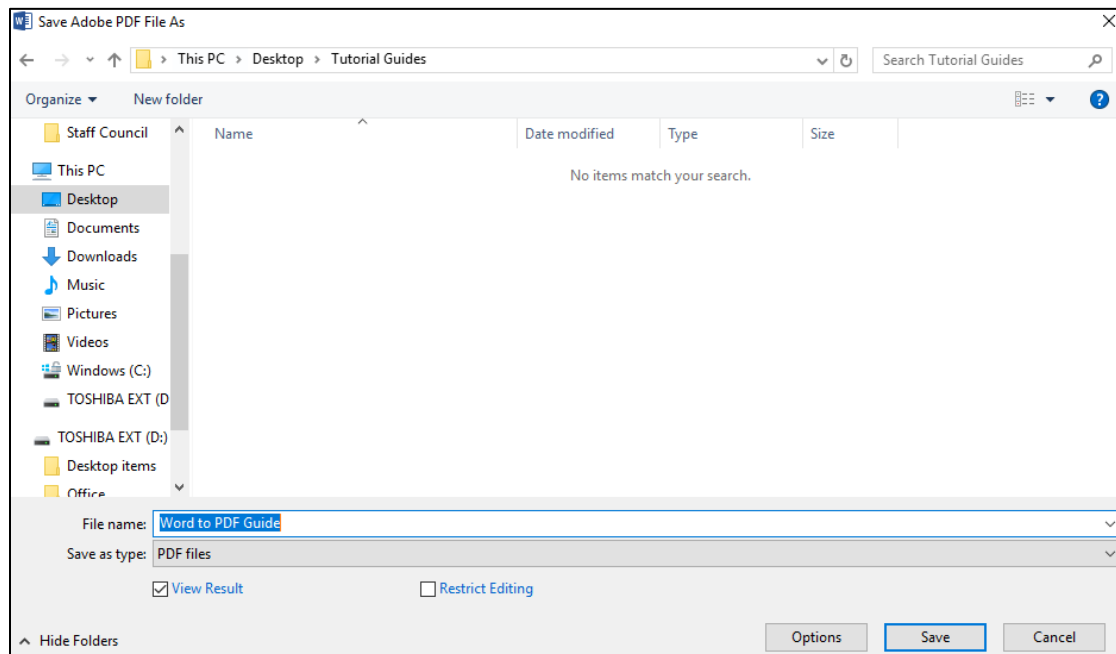 Save Adobe PDF File As
This PC > Desktop > Tutorial Guides
Search Tutorial Guides
Organize New folder
Name Date modified Type Size
No items match your search.
Staff Council
This PC
Desktop
Documents
Downloads
Music
Pictures
Videos
Windows (C:)
TOSHIBA EXT (D
TOSHIBA EXT (D:)
Desktop items
Office
File name: Word to PDF Guide
Save as type: PDF files
View Result Restrict Editing
Hide Folders Options Save Cancel